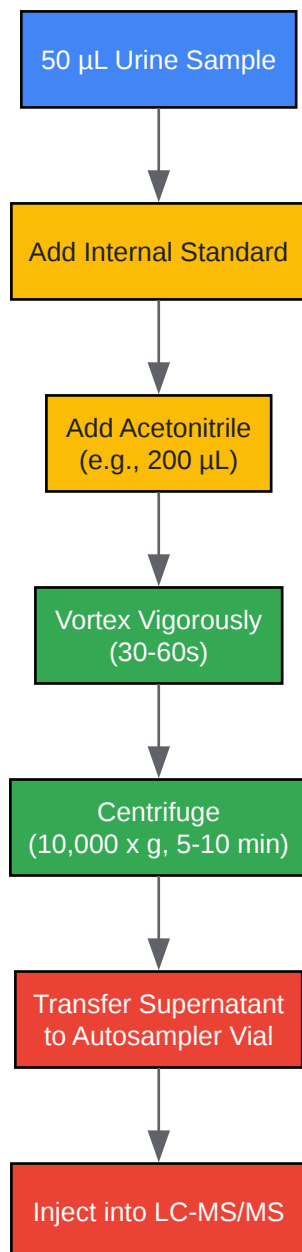 50 µL Urine Sample
Add Internal Standard
Add Acetonitrile
(e.g., 200 µL)
Vortex Vigorously
(30-60s)
Centrifuge
(10,000 x g, 5-10 min)
Transfer Supernatant
to Autosampler Vial
Inject into LC-MS/MS